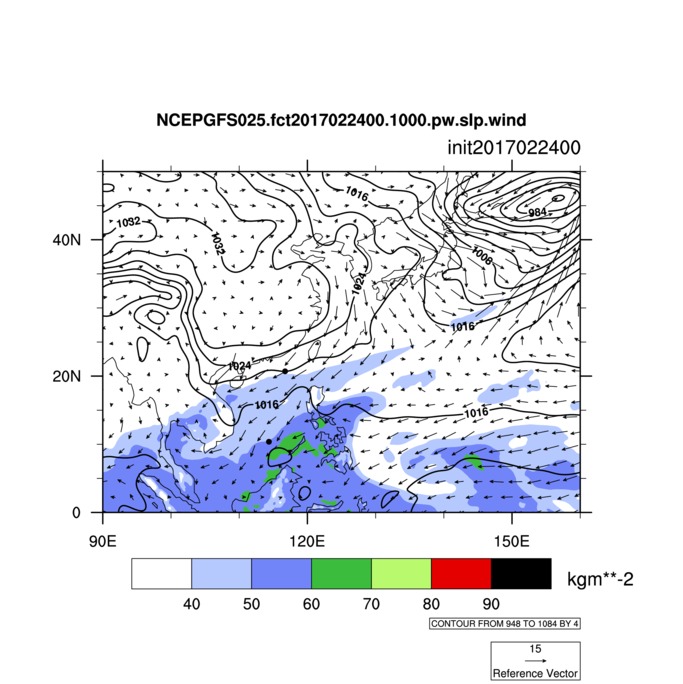 NCEPGFS025.fct2017022400.1000.pw.slp.wind
init2017022400
1016
984
1032
1032
1008
40N
1024
1016
1024
20N
1016
1016
0
90E 120E 150E
kgm**-2
40 50 60 70 80 90
CONTOUR FROM 948 TO 1084 BY 4
15
Reference Vector